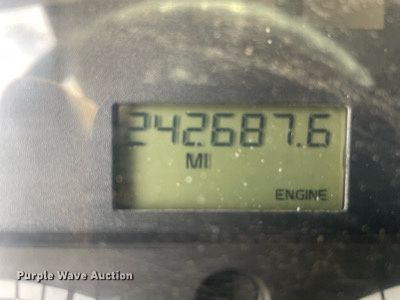 242687.6
MI
ENGINE
Purple Wave Auction